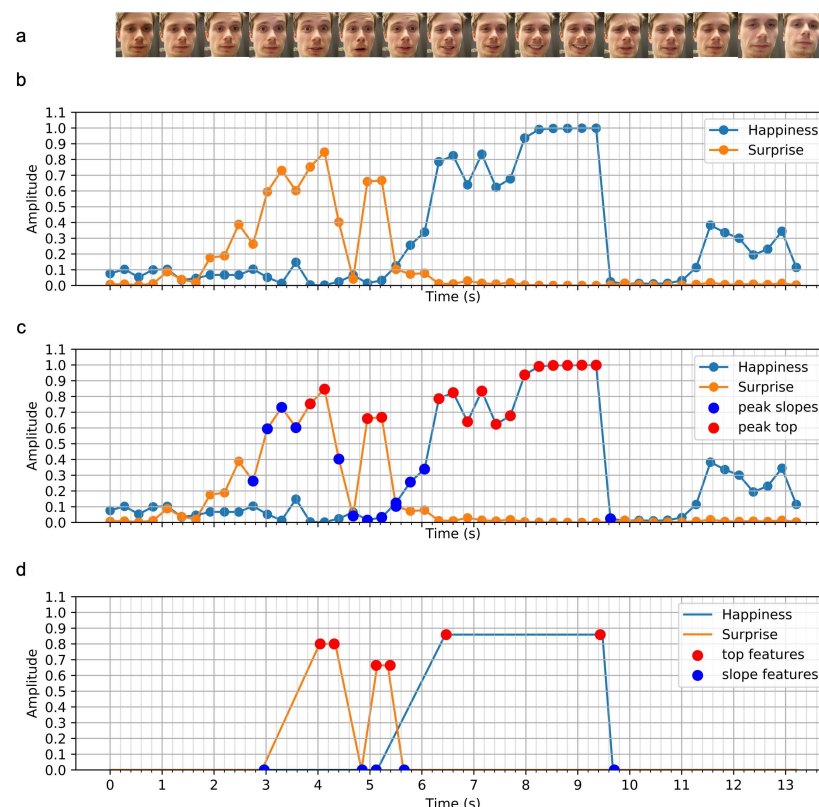 a
b
1.1
1.0
0.9
0.8
0.7
0.6
0.5
0.4
0.3
0.2
0.1
0.0
Amplitude
Happiness
Surprise
Time (s)
c
1.1
1.0
0.9
0.8
0.7
0.6
0.5
0.4
0.3
0.2
0.1
0.0
Amplitude
Happiness
Surprise
peak slopes
peak top
Time (s)
d
1.1
1.0
0.9
0.8
0.7
0.6
0.5
0.4
0.3
0.2
0.1
0.0
Amplitude
Happiness
Surprise
top features
slope features
0 1 2 3 4 5 6 7 8 9 10 11 12 13
Time (s)